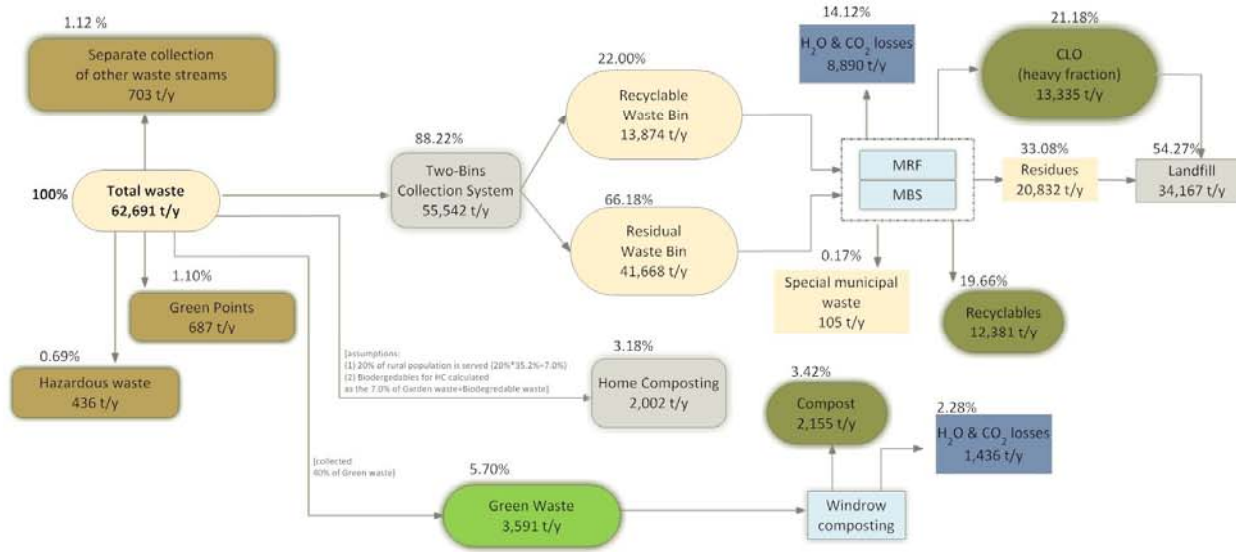 1.12 %
Separate collection
of other waste streams
703 t/y
100%
Total waste
62,691 t/y
1.10%
Green Points
687 t/y
0.69%
Hazardous waste
436 t/y
88.22%
Two-Bins
Collection System
55,542 t/y
22.00%
Recyclable
Waste Bin
13,874 t/y
66.18%
Residual
Waste Bin
41,668 t/y
14.12%
H2O & CO2 losses
8,890 t/y
21.18%
CLO
(heavy fraction)
13,335 t/y
MRF
MBS
33.08%
Residues
20,832 t/y
54.27%
Landfill
34,167 t/y
0.17%
Special municipal
waste
105 t/y
19.66%
Recyclables
12,381 t/y
[assumptions:
(1) 20% of rural population is served (20%*35.2%=7.0%)
(2) Biodergedables for HC calculated
as the 7.0% of Garden waste+Biodegredable waste]
3.18%
Home Composting
2,002 t/y
[collected
40% of Green waste]
5.70%
Green Waste
3,591 t/y
3.42%
Compost
2,155 t/y
2.28%
H2O & CO2 losses
1,436 t/y
Windrow
composting